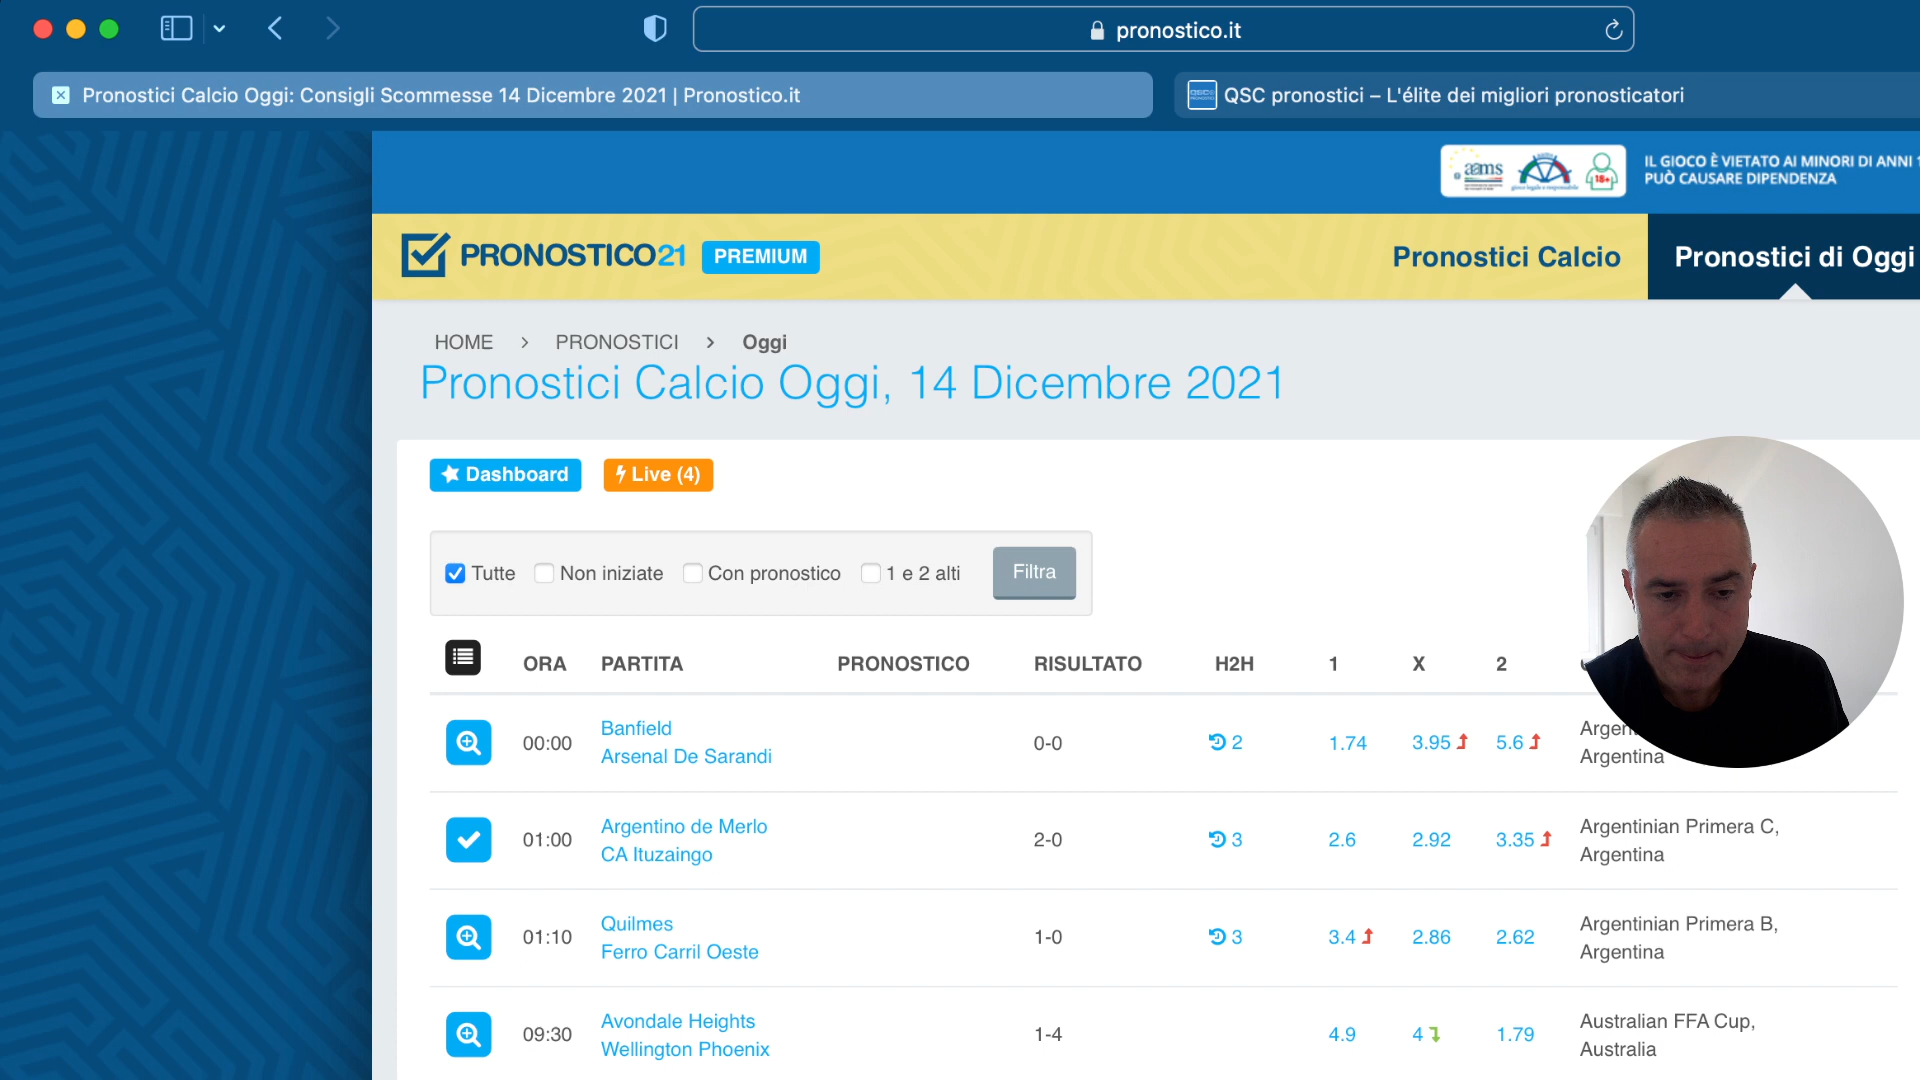 pronostico.it
Pronostici Calcio Oggi: Consigli Scommesse 14 Dicembre 2021 | Pronostico.it
QSC pronostici – L'élite dei migliori pronosticatori
aams
18+
IL GIOCO È VIETATO AI MINORI DI ANNI 1
PUÒ CAUSARE DIPENDENZA
PRONOSTICO21 PREMIUM
Pronostici Calcio
Pronostici di Oggi
HOME > PRONOSTICI > Oggi
Pronostici Calcio Oggi, 14 Dicembre 2021
Dashboard
Live (4)
Tutte Non iniziate Con pronostico 1 e 2 alti Filtra
ORA PARTITA PRONOSTICO RISULTATO H2H 1 X 2
00:00 Banfield 0-0 2 1.74 3.95 5.6
Arsenal De Sarandi Argentina
01:00 Argentino de Merlo 2-0 3 2.6 2.92 3.35 Argentinian Primera C,
CA Ituzaingo Argentina
01:10 Quilmes 1-0 3 3.4 2.86 2.62 Argentinian Primera B,
Ferro Carril Oeste Argentina
09:30 Avondale Heights 1-4 4.9 4 1.79 Australian FFA Cup,
Wellington Phoenix Australia